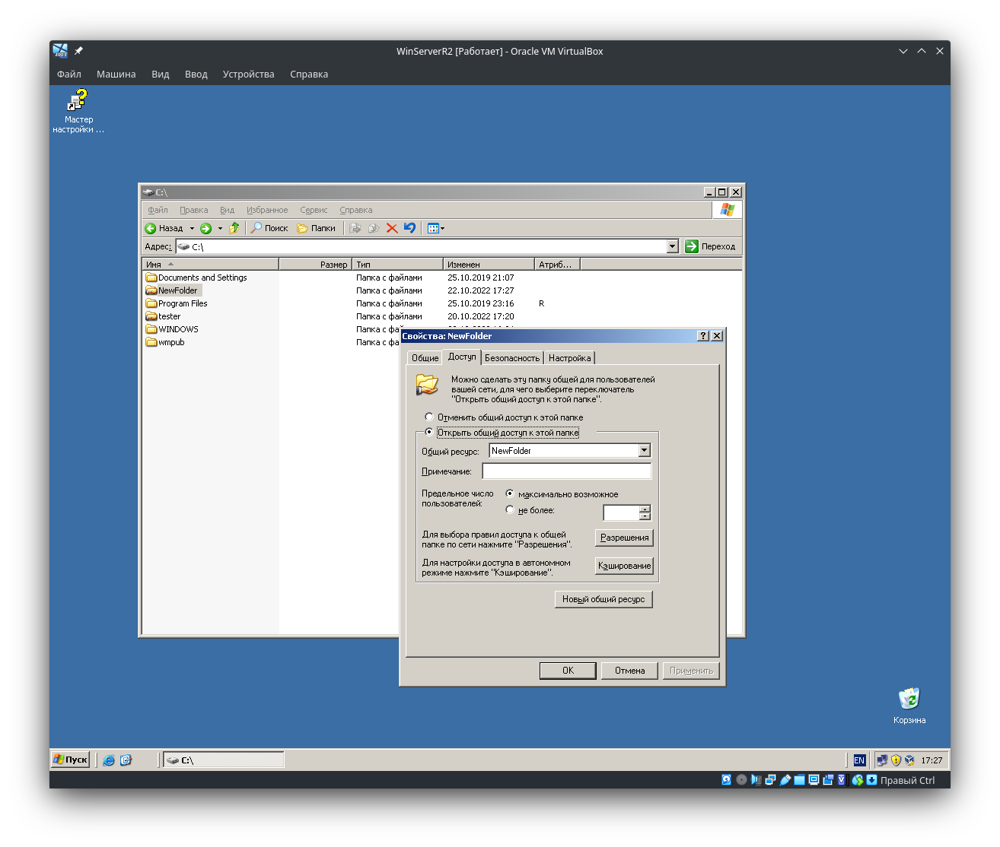 WinServerR2 [Работает] - Oracle VM VirtualBox
Файл Машина Вид Ввод Устройства Справка
Мастер
настройки ...
C:\
Файл Правка Вид Избранное Сервис Справка
Назад Поиск Папки
Адрес: C:\ Переход
Имя Размер Тип Изменен Атриб...
Documents and Settings Папка с файлами 25.10.2019 21:07
NewFolder Папка с файлами 22.10.2022 17:27
Program Files Папка с файлами 25.10.2019 23:16 R
tester Папка с файлами 20.10.2022 17:20
WINDOWS Папка с фа
wmpub Папка с фа
Свойства: NewFolder
Общие Доступ Безопасность Настройка
Можно сделать эту папку общей для пользователей
вашей сети, для чего выберите переключатель
"Открыть общий доступ к этой папке".
Отменить общий доступ к этой папке
Открыть общий доступ к этой папке
Общий ресурс: NewFolder
Примечание:
Предельное число
пользователей:
максимально возможное
не более:
Для выбора правил доступа к общей
папке по сети нажмите "Разрешения".
Разрешения
Для настройки доступа в автономном
режиме нажмите "Кэширование".
Кэширование
Новый общий ресурс
OK Отмена Применить
Корзина
Пуск C:\ EN 17:27
Правый Ctrl